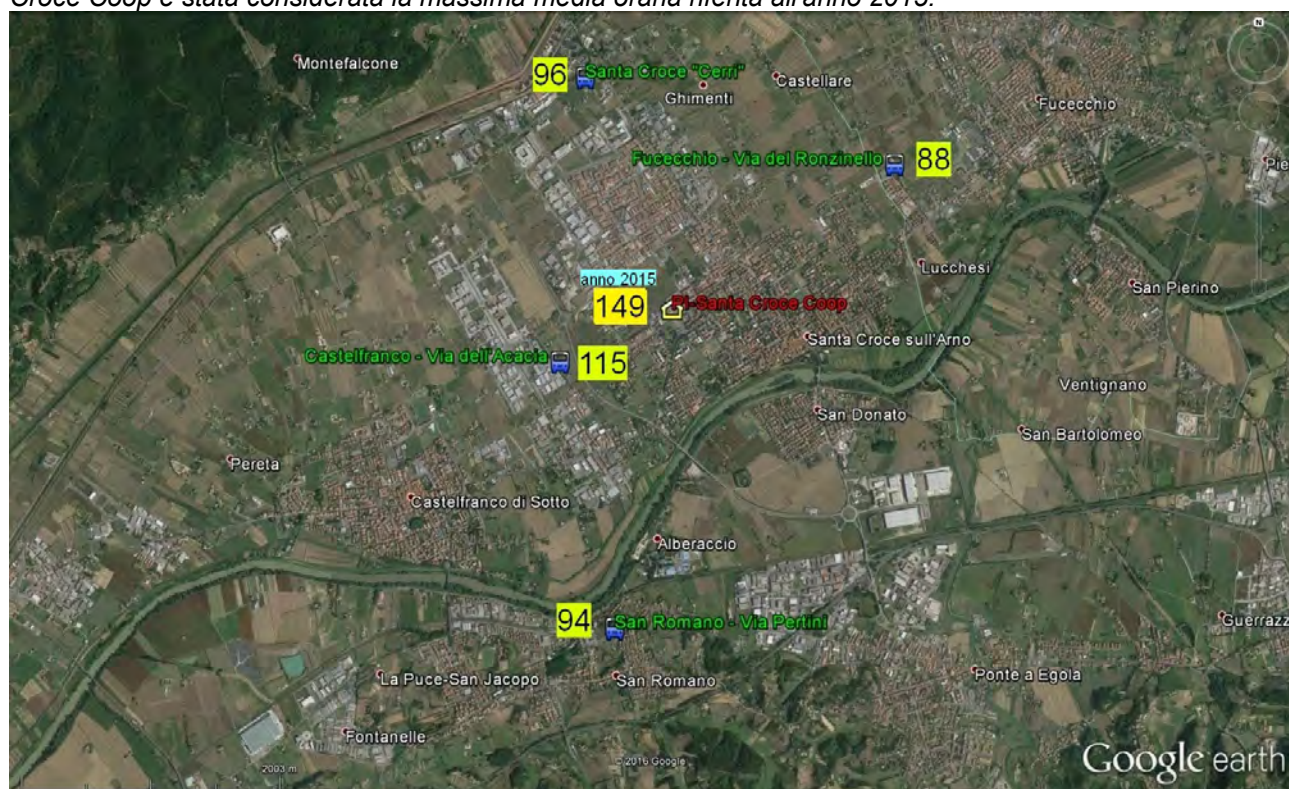 Croce Coop è stata considerata la massima media oraria riferita all'anno 2015.
Montefalcone
96 Santa Croce "Cerri"
Ghimenti
Castellare
Fucecchio
N
Fucecchio - Via del Ronzinello 88
Pie
Lucchesi
San Pierino
anno 2015
149 PI-Santa Croce Coop
Santa Croce sull'Arno
Castelfranco - Via dell'Acacia 115
Ventignano
San Donato
San Bartolomeo
Pereta
Castelfranco di Sotto
Alberaccio
94 San Romano - Via Pertini
Guerrazz
La Puce-San Jacopo
San Romano
Ponte a Egola
Fontanelle
2003 m
© 2016 Google
Google earth